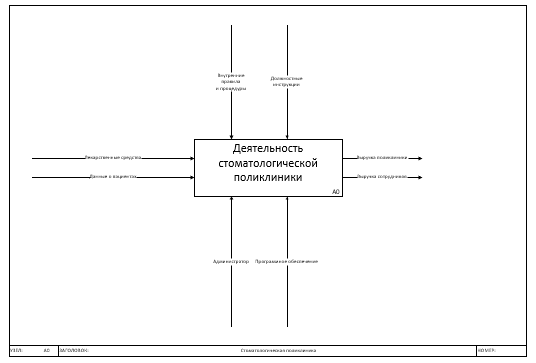 Внутренние
правила
и процедуры
Должностные
инструкции
Деятельность
стоматологической
поликлиники
A0
Лекарственные средства
Данные о пациентах
Выручка поликлиники
Выручка сотрудников
Администратор
Программное обеспечение
УЗЕЛ:
A0
ЗАГОЛОВОК:
Стоматологическая поликлиника
НОМЕР: